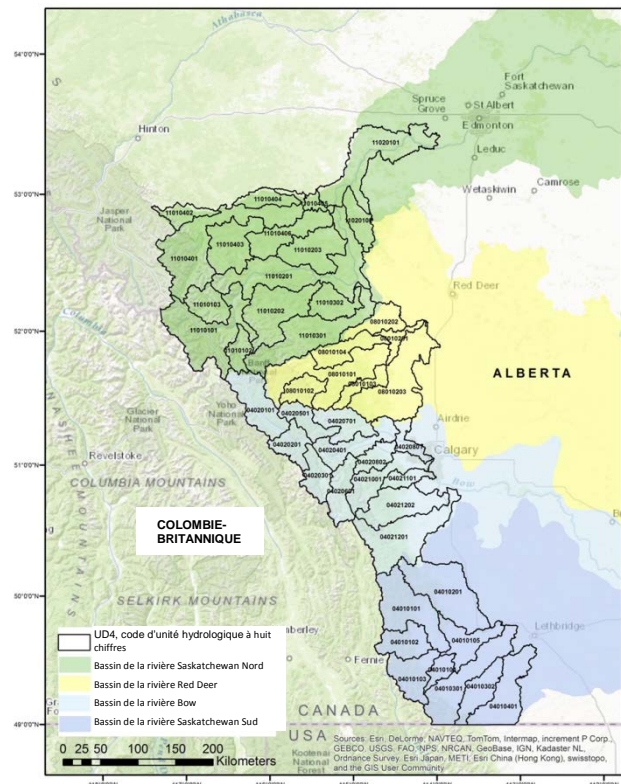 54°0'0"N
Fort
Saskatchewan
Spruce
Grove
St Albert
Edmonton
Hinton
11020101
Leduc
53°0'0"N
Camrose
Wetaskiwin
11010404
11010402
Jasper
National
Park
11010403
11010203
11010401
11010201
Red Deer
11010103
11010202
11010302
Columbia
08010202
52°0'0"N
11010101
11010102
11010301
08010201
08010104
ALBERTA
08010101
08010102
08010203
Yoho
National
Park
Glacier
National
Park
04020101
04020501
04020701
Airdrie
Calgary
04020201
04020401
51°0'0"N
Revelstoke
04020802
04020301
04021001
04021101
COLUMBIA MOUNTAINS
Bow
04021202
COLOMBIE-
BRITANNIQUE
04021201
50°0'0"N
04010201
04010101
SELKIRK MOUNTAINS
Lethbridge
04010102
04010105
UD4, code d'unité hydrologique à huit
chiffres
Bassin de la rivière Saskatchewan Nord
Bassin de la rivière Red Deer
Bassin de la rivière Bow
Bassin de la rivière Saskatchewan Sud
mberley
Fernie
04010103
04010301
04010302
04010401
49°0'0"N
CANADA
USA
0 25 50 100 150 200
Kilometers
Sources: Esri, DeLorme, NAVTEQ, TomTom, Intermap, increment P Corp.,
GEBCO, USGS, FAO, NPS, NRCAN, GeoBase, IGN, Kadaster NL,
Ordnance Survey, Esri Japan, METI, Esri China (Hong Kong), swisstopo,
and the GIS User Community